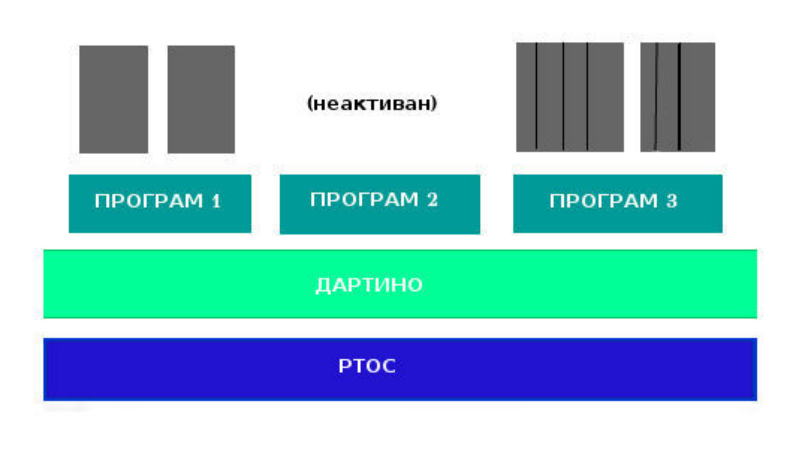 (неактиван)
ПРОГРАМ 1
ПРОГРАМ 2
ПРОГРАМ 3
ДАРТИНО
РТОС